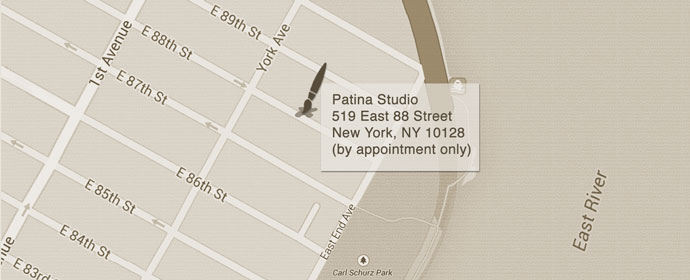 E 89th St
York Ave
E 88th St
1st Avenue
E 87th St
Patina Studio
519 East 88 Street
New York, NY 10128
(by appointment only)
E 86th St
E 85th St
East End Ave
East River
E 84th St
nue
E 83rd
Carl Schurz Park